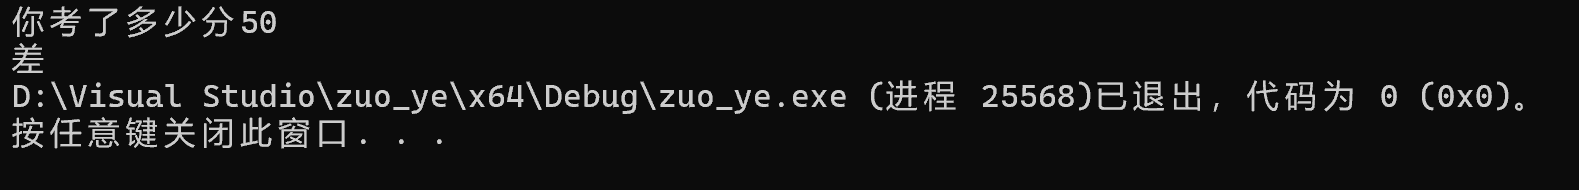 你考了多少分50
差
D:\Visual Studio\zuo_ye\x64\Debug\zuo_ye.exe (进程 25568)已退出，代码为 0 (0x0)。
按任意键关闭此窗口. . .